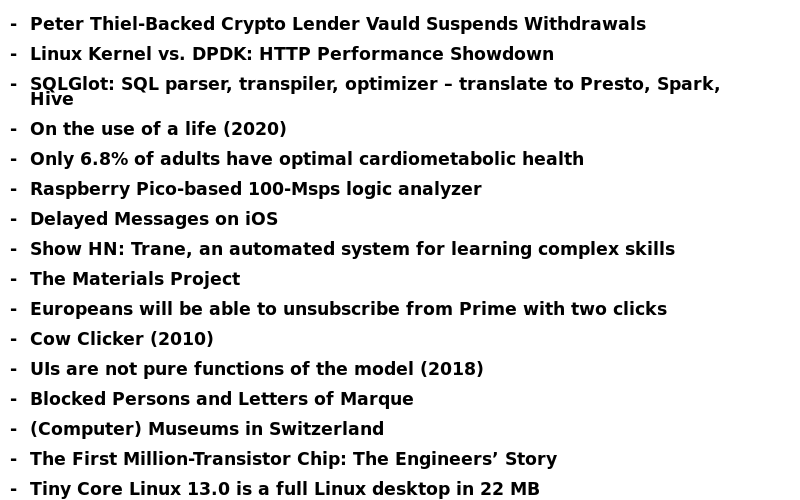 - Peter Thiel-Backed Crypto Lender Vauld Suspends Withdrawals
- Linux Kernel vs. DPDK: HTTP Performance Showdown
- SQLGlot: SQL parser, transpiler, optimizer – translate to Presto, Spark,
Hive
- On the use of a life (2020)
- Only 6.8% of adults have optimal cardiometabolic health
- Raspberry Pico-based 100-Msps logic analyzer
- Delayed Messages on iOS
- Show HN: Trane, an automated system for learning complex skills
- The Materials Project
- Europeans will be able to unsubscribe from Prime with two clicks
- Cow Clicker (2010)
- UIs are not pure functions of the model (2018)
- Blocked Persons and Letters of Marque
- (Computer) Museums in Switzerland
- The First Million-Transistor Chip: The Engineers’ Story
- Tiny Core Linux 13.0 is a full Linux desktop in 22 MB